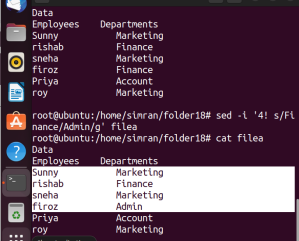 Data
Employees    Departments
Sunny        Marketing
rishab       Finance
sneha        Marketing
firoz        Finance
Priya        Account
roy          Marketing
root@ubuntu:/home/simran/folder18# sed -i '4! s/Fi
nance/Admin/g' filea
root@ubuntu:/home/simran/folder18# cat filea
Data
Employees    Departments
Sunny        Marketing
rishab       Finance
sneha        Marketing
firoz        Admin
Priya        Account
roy          Marketing